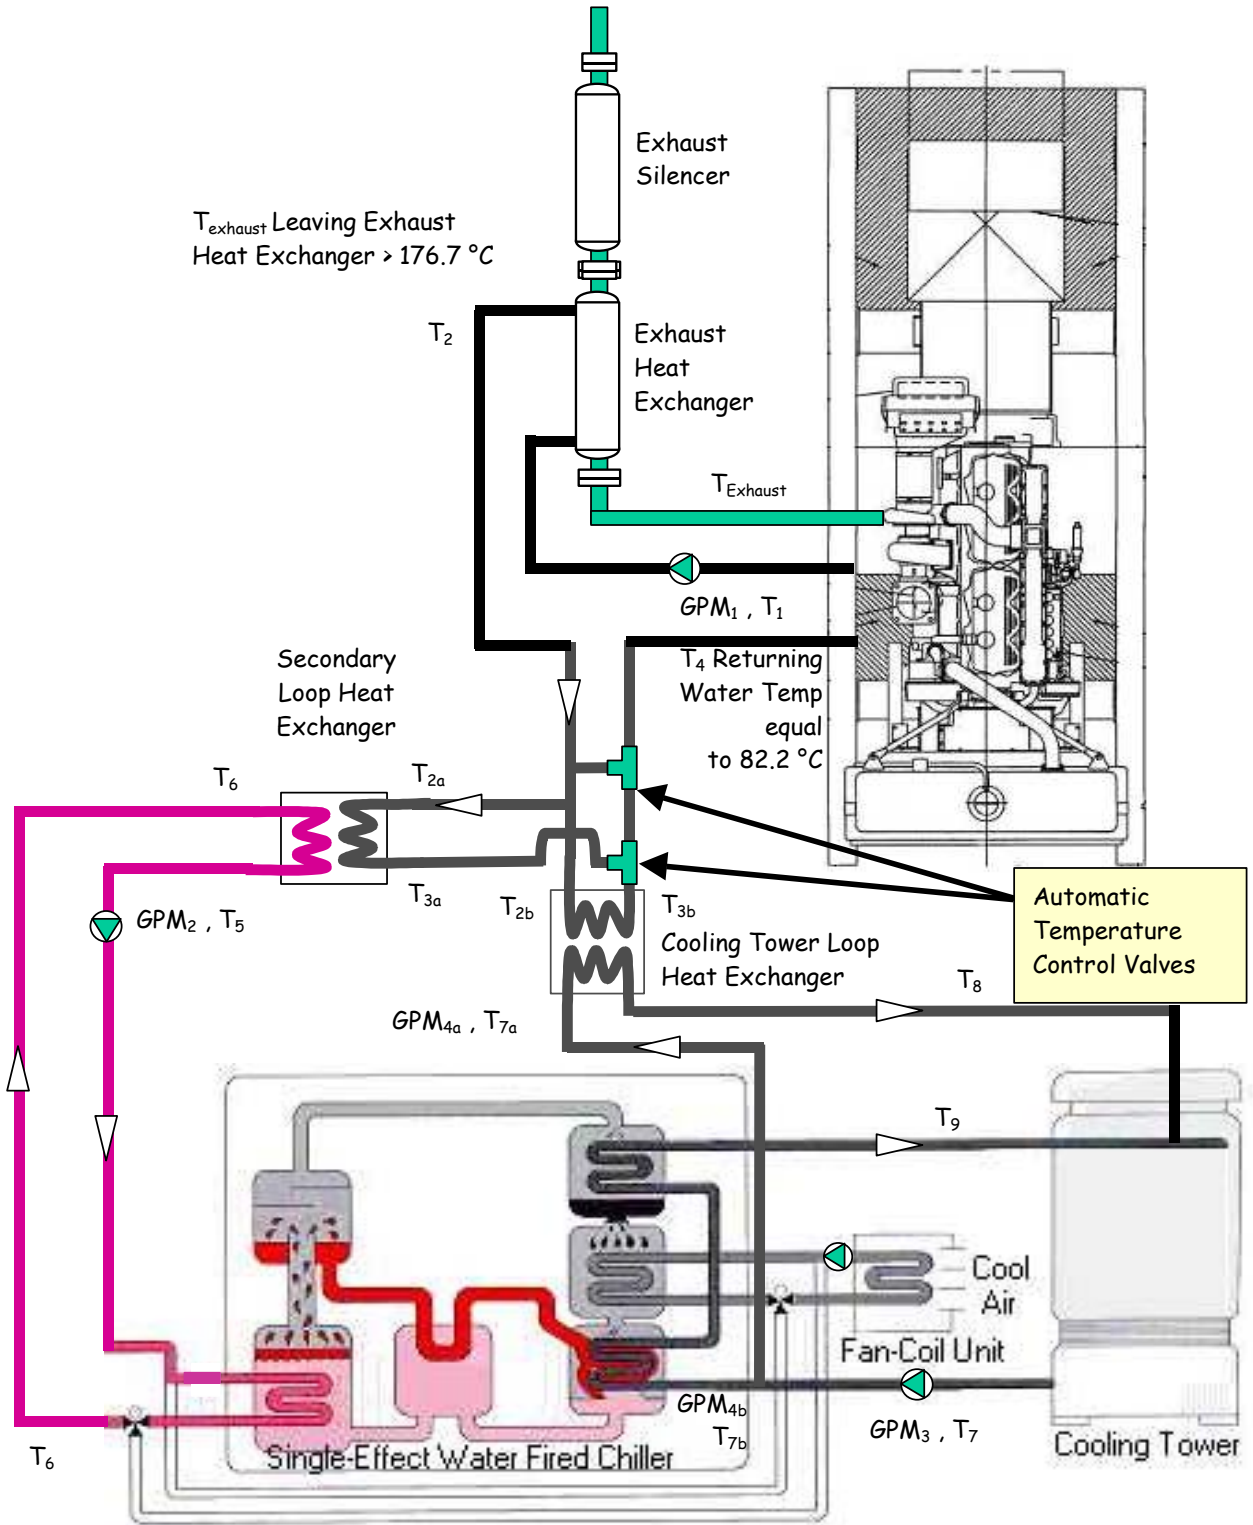 Exhaust
Silencer
Texhaust Leaving Exhaust
Heat Exchanger > 176.7 °C
T2
Exhaust
Heat
Exchanger
TExhaust
GPM1 , T1
Secondary
Loop Heat
Exchanger
T4 Returning
Water Temp
equal
to 82.2 °C
T6
T2a
T3a
T2b
T3b
GPM2 , T5
Cooling Tower Loop
Heat Exchanger
Automatic
Temperature
Control Valves
T8
GPM4a , T7a
T9
Cool
Air
Fan-Coil Unit
GPM4b
T7b
GPM3 , T7
T6
Single-Effect Water Fired Chiller
Cooling Tower